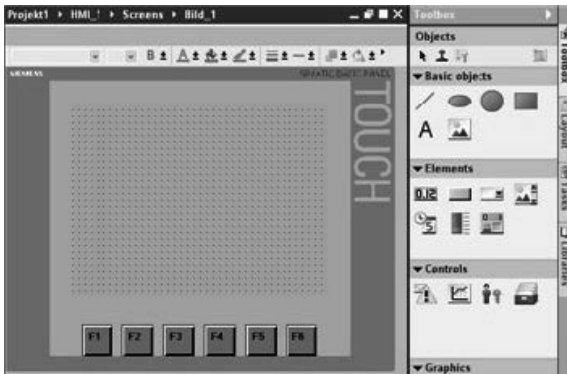 Projekt1 ▸ HMI_1 ▸ Screens ▸ Bild_1
B
A
SIEMENS
SIMATIC BASIC PANEL
TOUCH
F1 F2 F3 F4 F5 F6
Toolbox
Objects
Basic objects
A
Elements
0.12
5
Controls
Graphics
Toolbox
Layout
Libraries